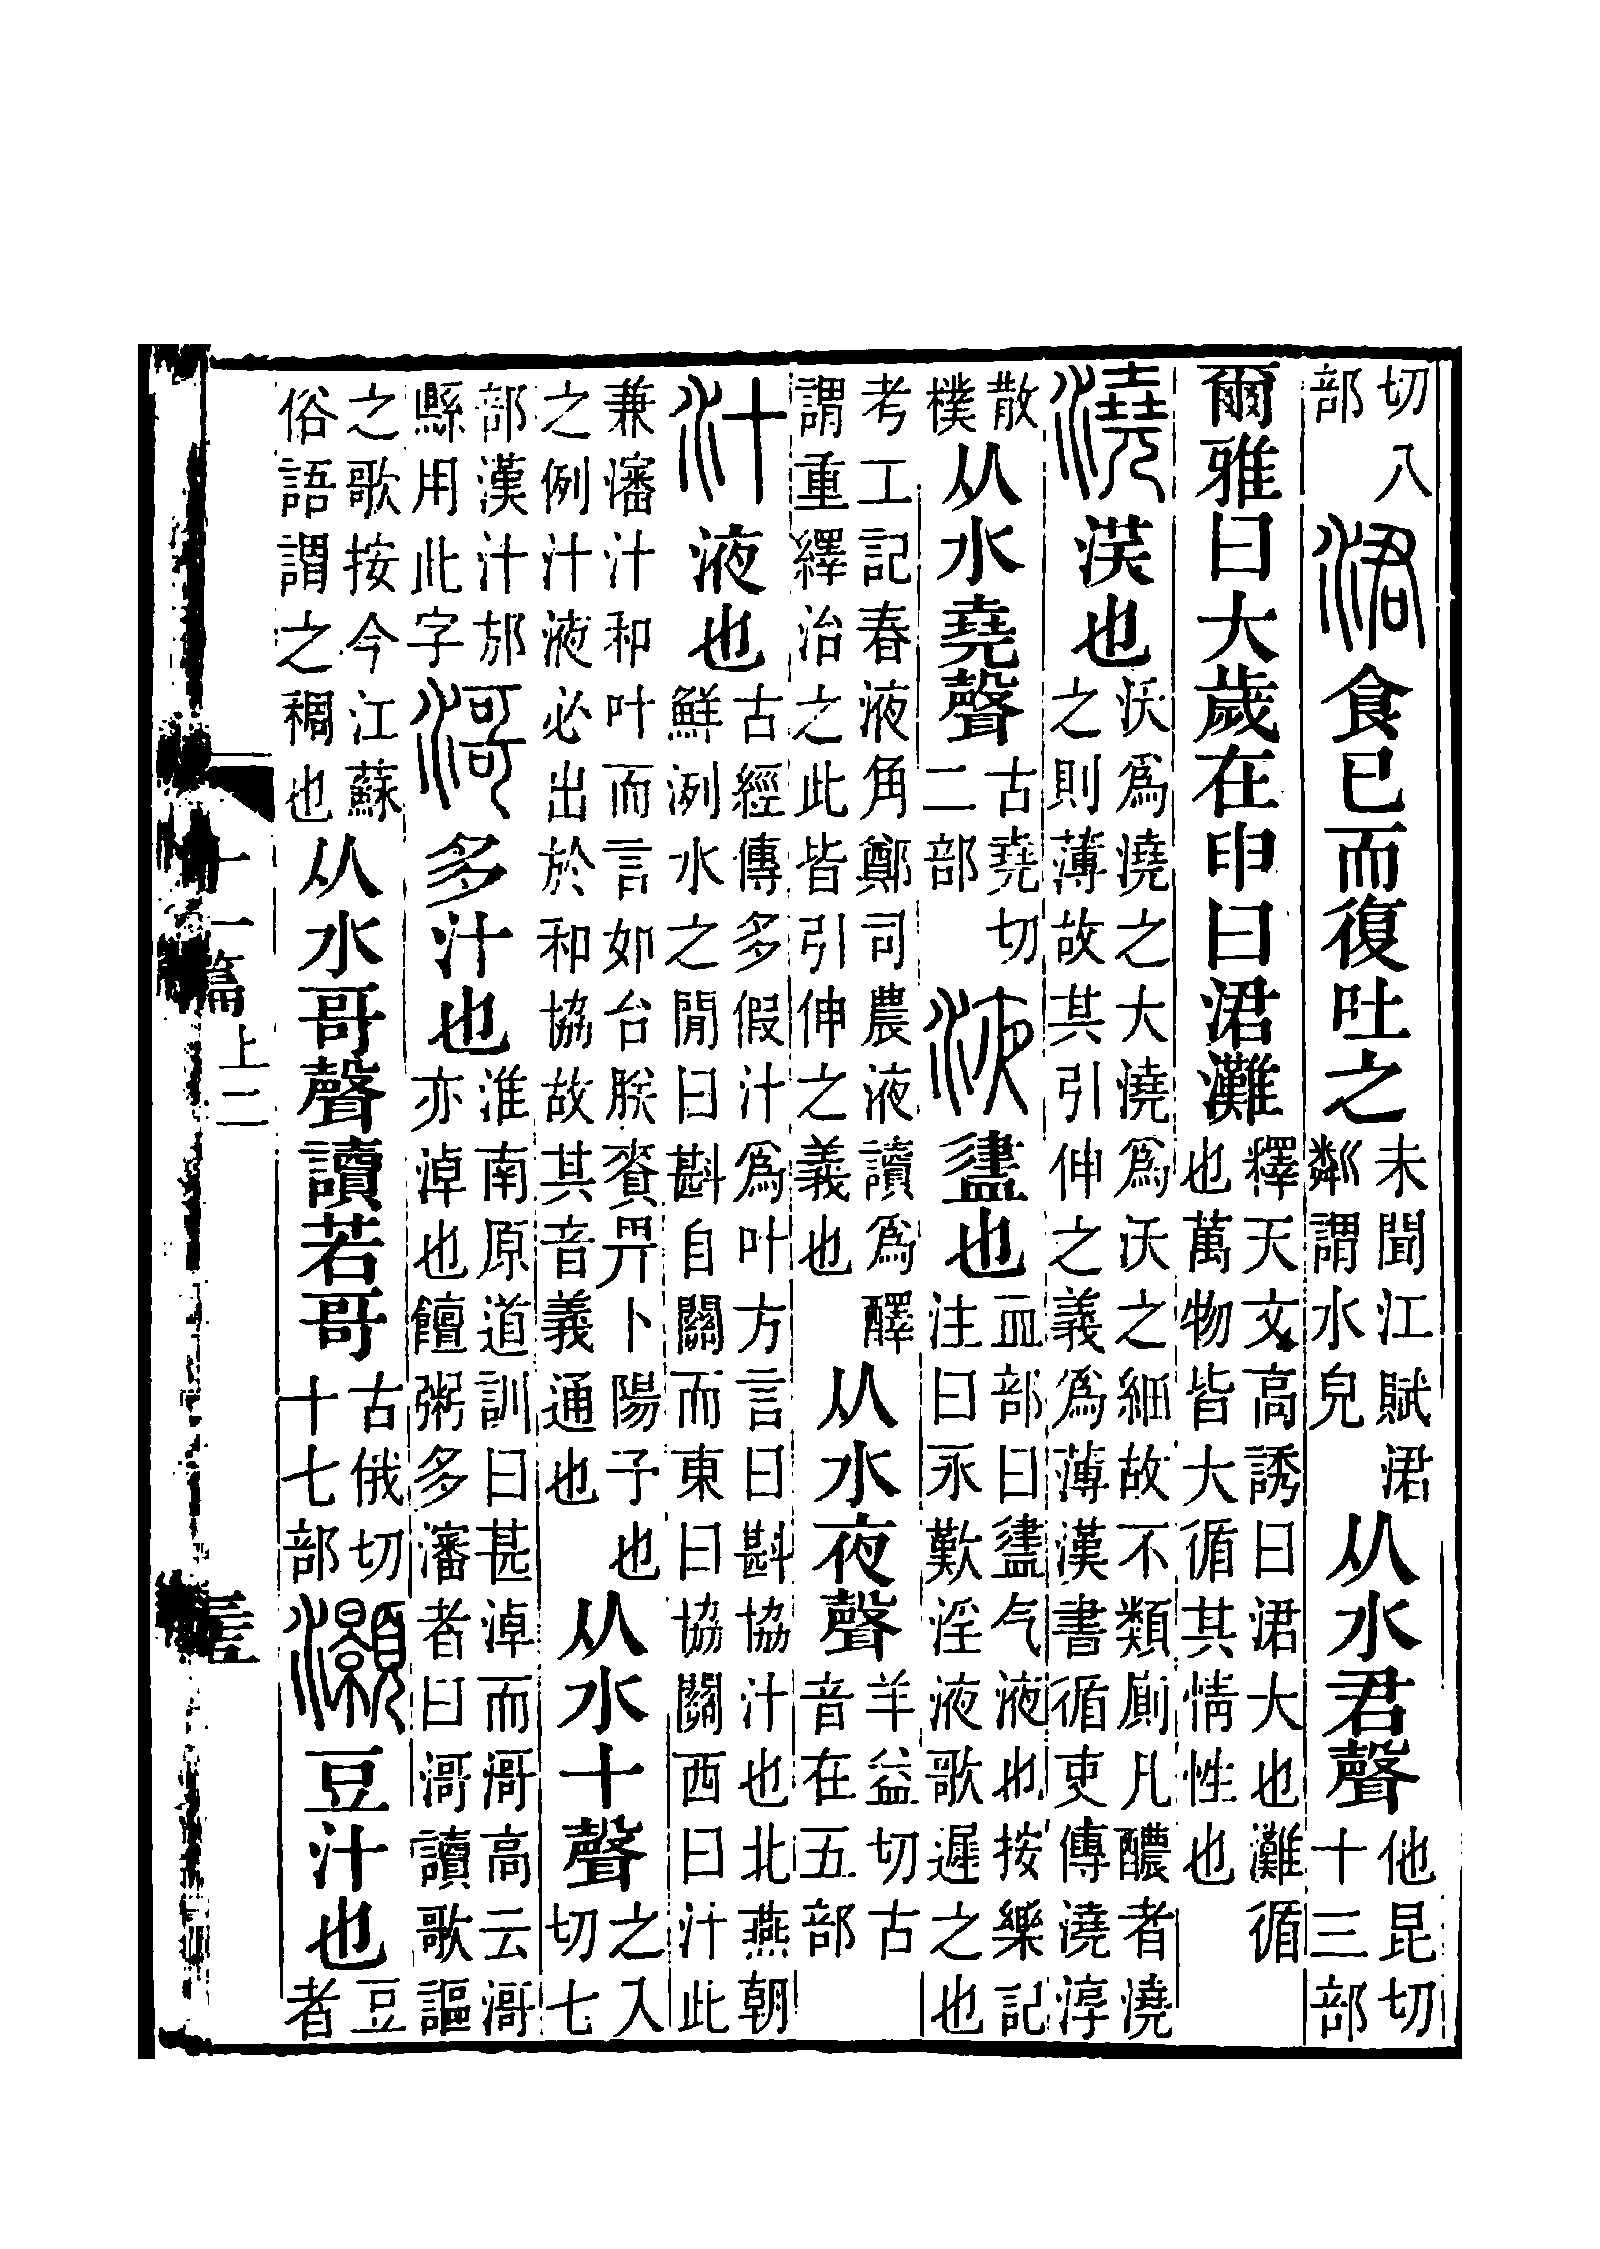 切八部涒食已而復吐之未聞江賦涒粼謂水皃从水君聲他昆切十三部
爾雅曰大歲在申曰涒灘釋天文高誘曰涒大也灘循也萬物皆大循其情性也
澆𣵽也沃爲澆之大澆爲沃之細故不類廁凡醲者澆之則薄故其引伸之義爲薄漢書循吏傳澆淳
散樸从水堯聲古堯切二部液𧗁也血部曰𧗁气液也按樂記注曰永歎淫液歌遲之也
考工記春液角鄭司農液讀爲醳謂重繹治之此皆引伸之義也从水夜聲羊益切古音在五部
汁液也古經傳多假汁爲叶方言曰斟協汁也北燕朝鮮洌水之閒曰斟自關而東曰協關西曰汁此
兼瀋汁和叶而言如台朕賚畀卜陽子也之例汁液必出於和協故其音義通也从水十聲之入切七
部漢汁邡縣用此字滒多汁也淮南原道訓曰甚淖而滒高云滒亦淖也饘粥多瀋者曰滒讀歌謳
之歌按今江蘇俗語謂之稠也从水哥聲讀若哥古俄切十七部灝豆汁也豆者
十一篇上二